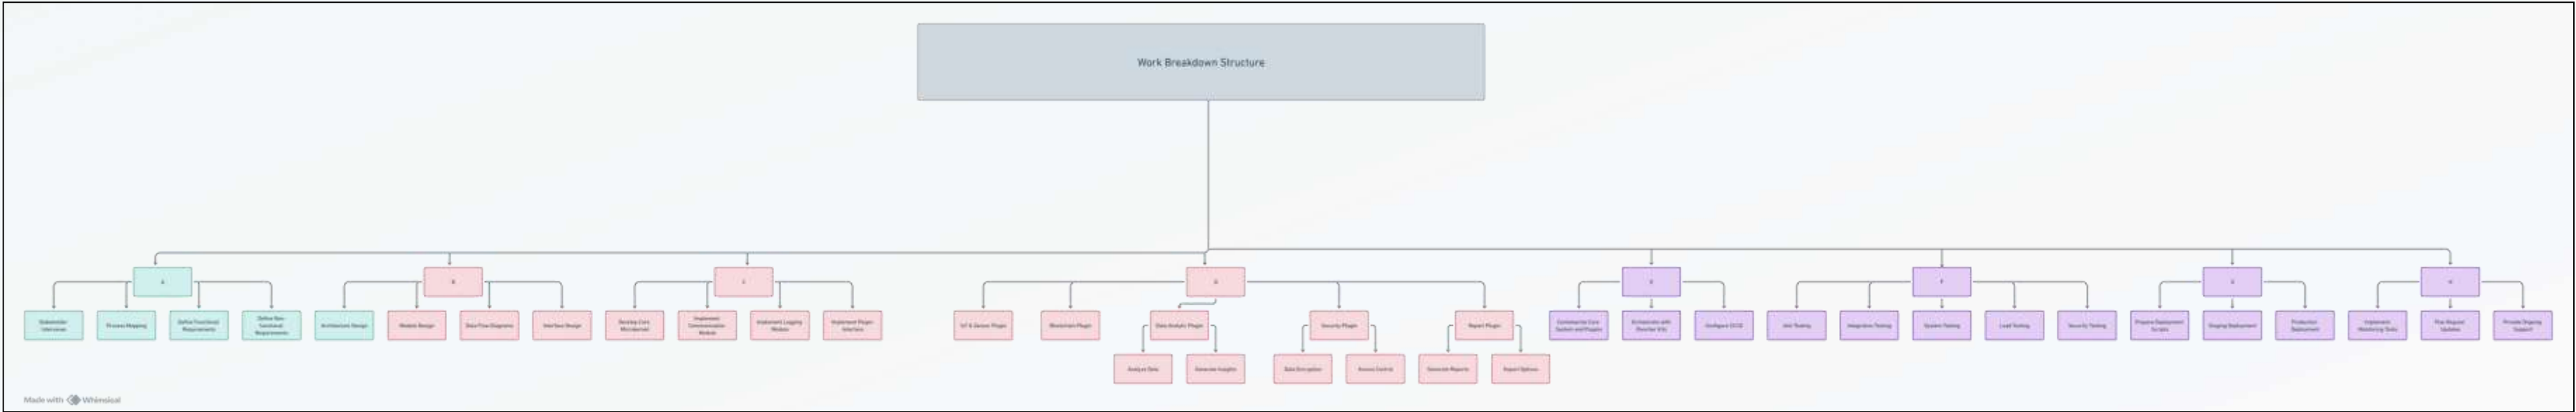 Work Breakdown Structure
A
B
Stakeholder
Interviews
Process Mapping
Define Functional
Requirements
Define Non-
Functional
Requirements
Architecture Design
Module Design
Data Flow Diagrams
Interface Design
Develop Core
Microkernel
Implement
Communication
Module
Implement Logging
Module
Implement Plugin
Interface
IoT & Sensor Plugin
Blockchain Plugin
Data Analytic Plugin
Security Plugin
Report Plugin
Containerize Core
System and Plugins
Orchestrate with
Configure CI/CD
Unit Testing
Integration Testing
System Testing
Load Testing
Security Testing
Prepare Deployment
Scripts
Staging Deployment
Production
Deployment
Implement
Monitoring Tools
Plan Regular
Updates
Provide Ongoing
Support
Analyze Data
Generate Insights
Data Encryption
Access Control
Generate Reports
Export Options
Made with Whimsical